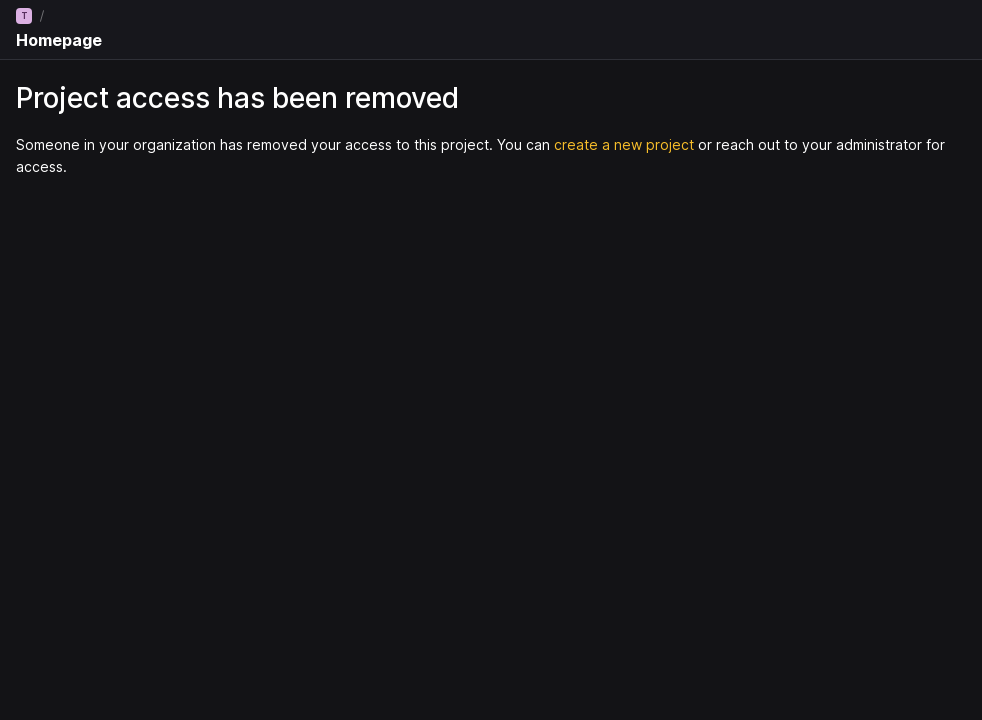 T /
Homepage
Project access has been removed
Someone in your organization has removed your access to this project. You can create a new project or reach out to your administrator for
access.